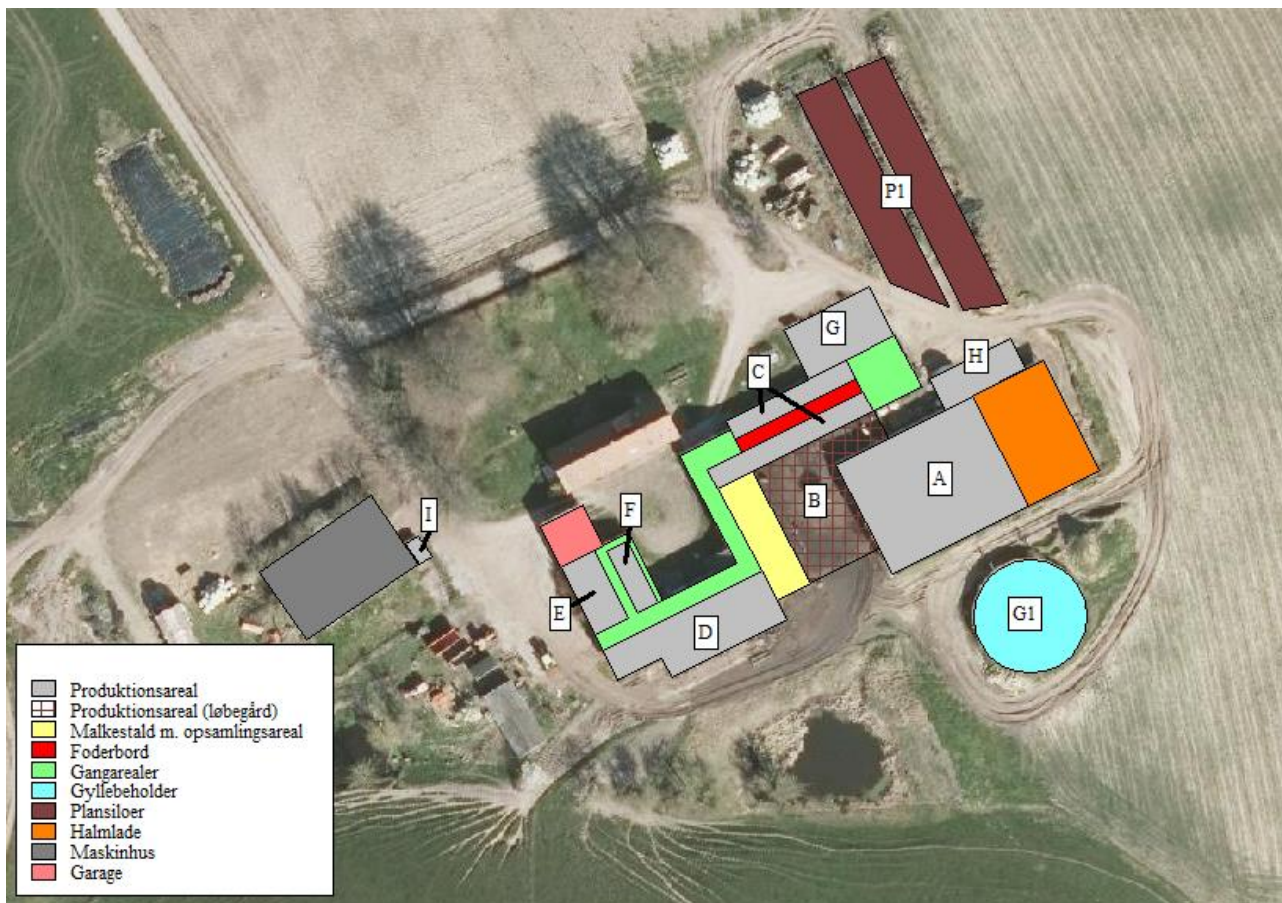 P1
G
H
C
A
B
I
F
E
D
G1
Produktionsareal
Produktionsareal (løbegård)
Malkestald m. opsamlingsareal
Foderbord
Gangarealer
Gyllebeholder
Plansiloer
Halmlade
Maskinhus
Garage